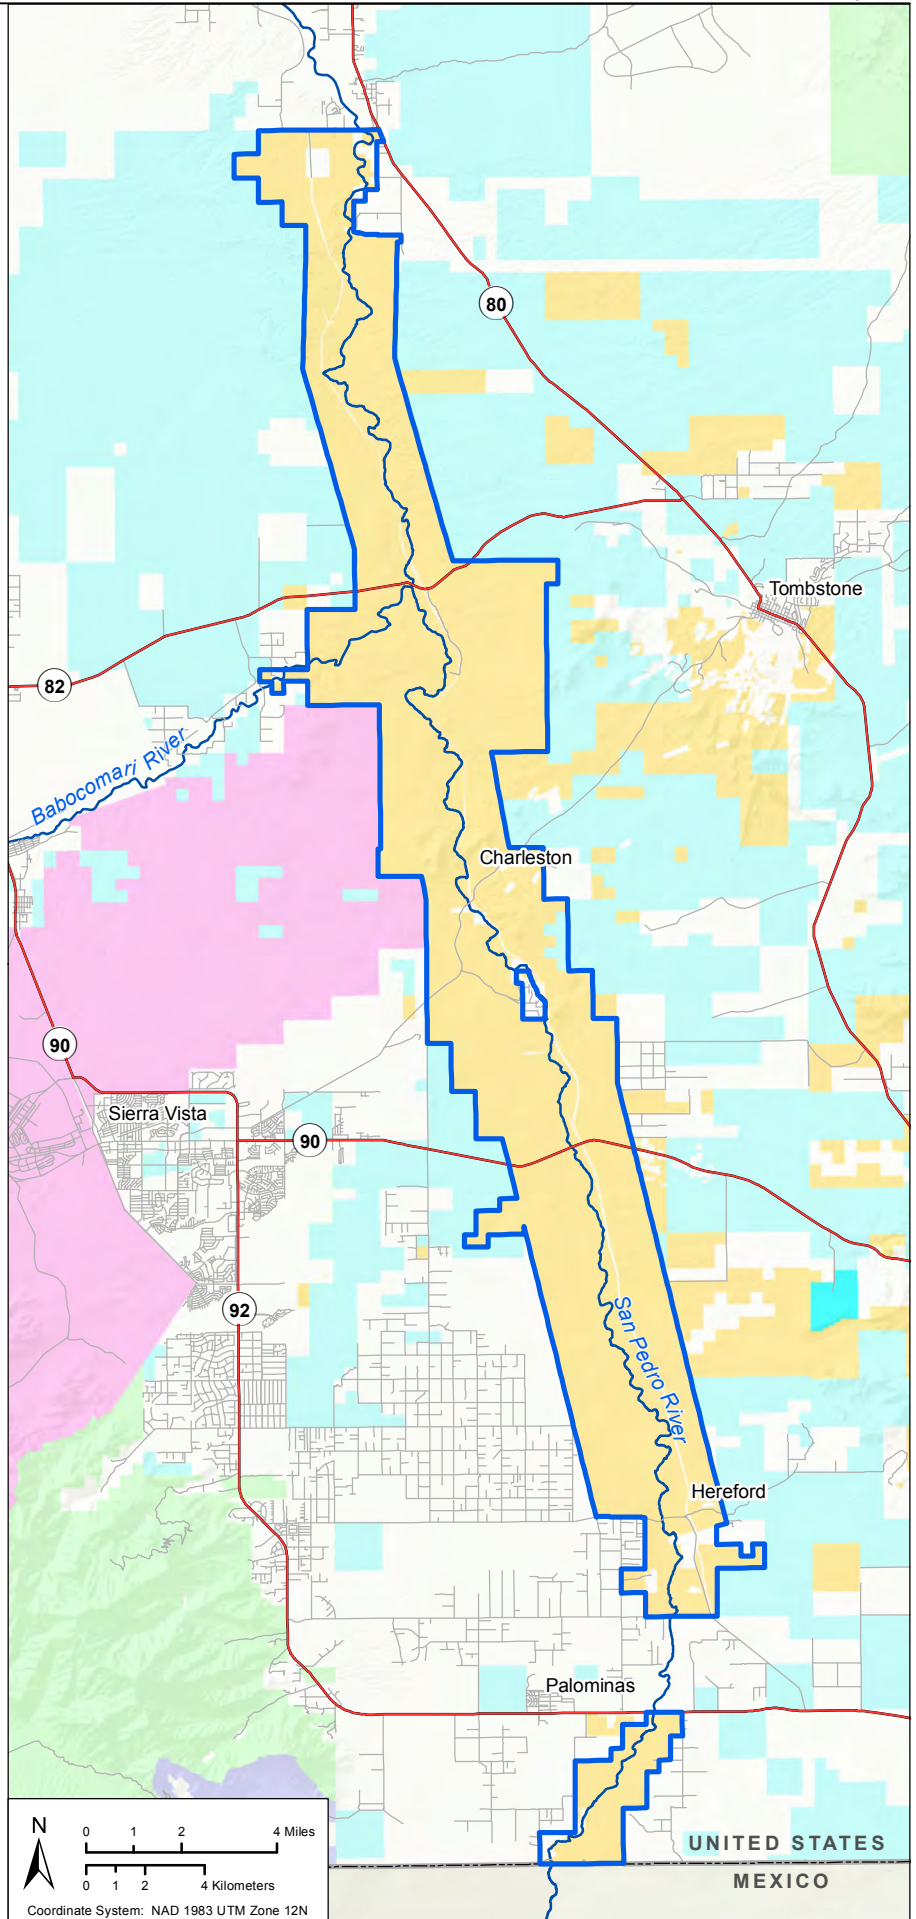 80
Tombstone
82
Babocomari River
Charleston
90
Sierra Vista
90
92
San Pedro River
Hereford
Palominas
N
0 1 2 4 Miles
0 1 2 4 Kilometers
Coordinate System: NAD 1983 UTM Zone 12N
UNITED STATES
MEXICO